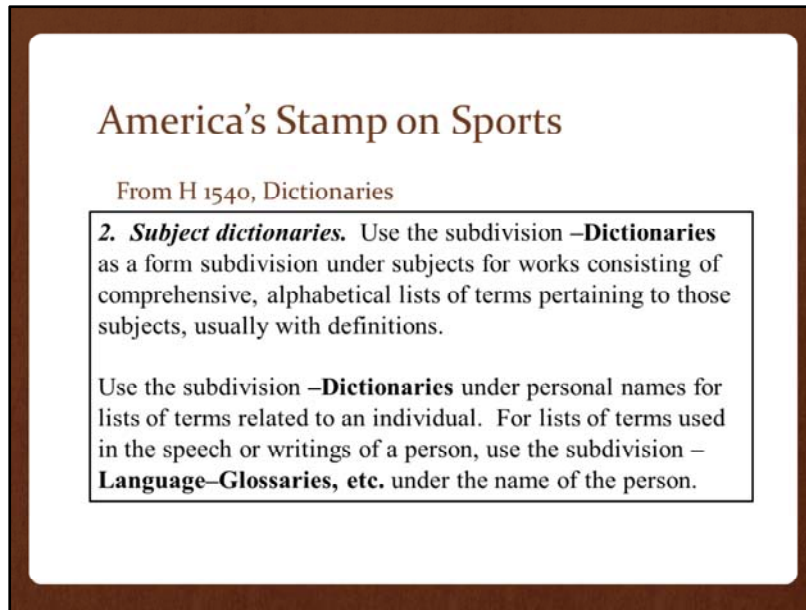 America’s Stamp on Sports
From H 1540, Dictionaries
2. Subject dictionaries. Use the subdivision –Dictionaries
as a form subdivision under subjects for works consisting of
comprehensive, alphabetical lists of terms pertaining to those
subjects, usually with definitions.
Use the subdivision –Dictionaries under personal names for
lists of terms related to an individual. For lists of terms used
in the speech or writings of a person, use the subdivision –
Language–Glossaries, etc. under the name of the person.